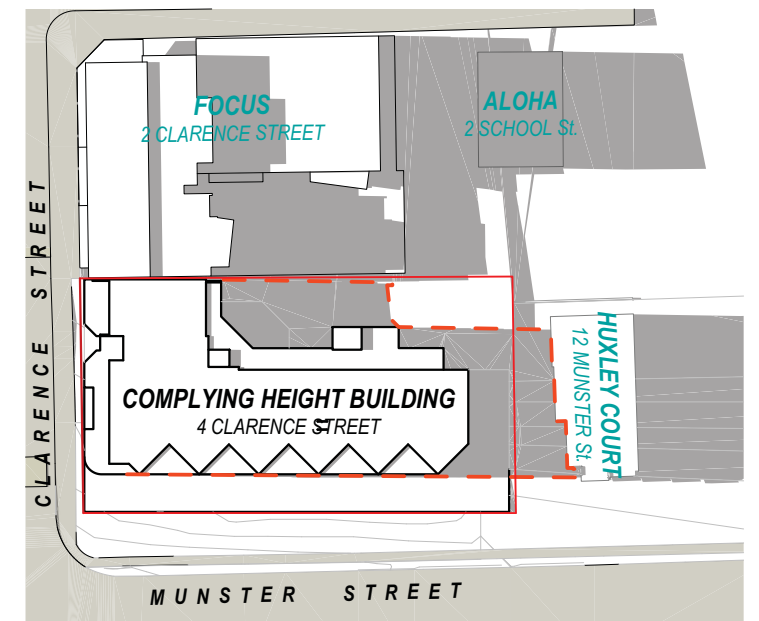 FOCUS
2 CLARENCE STREET
ALOHA
2 SCHOOL St.
CLARENCE STREET
HUXLEY COURT
12 MUNSTER St.
COMPLYING HEIGHT BUILDING
4 CLARENCE STREET
MUNSTER STREET